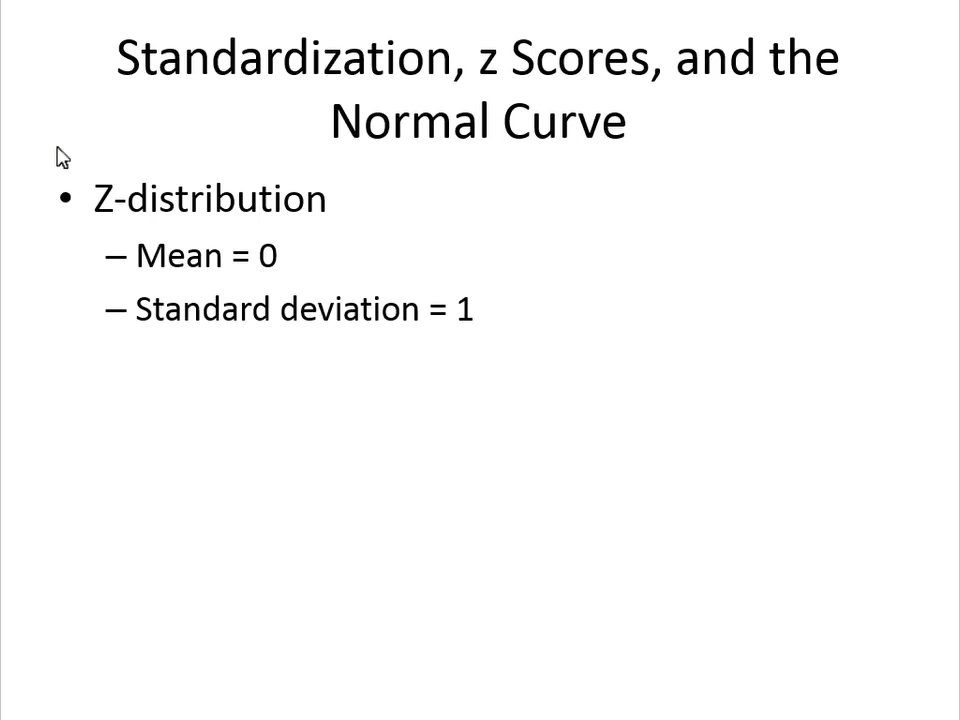 Standardization, z Scores, and the
Normal Curve
• Z-distribution
– Mean = 0
– Standard deviation = 1